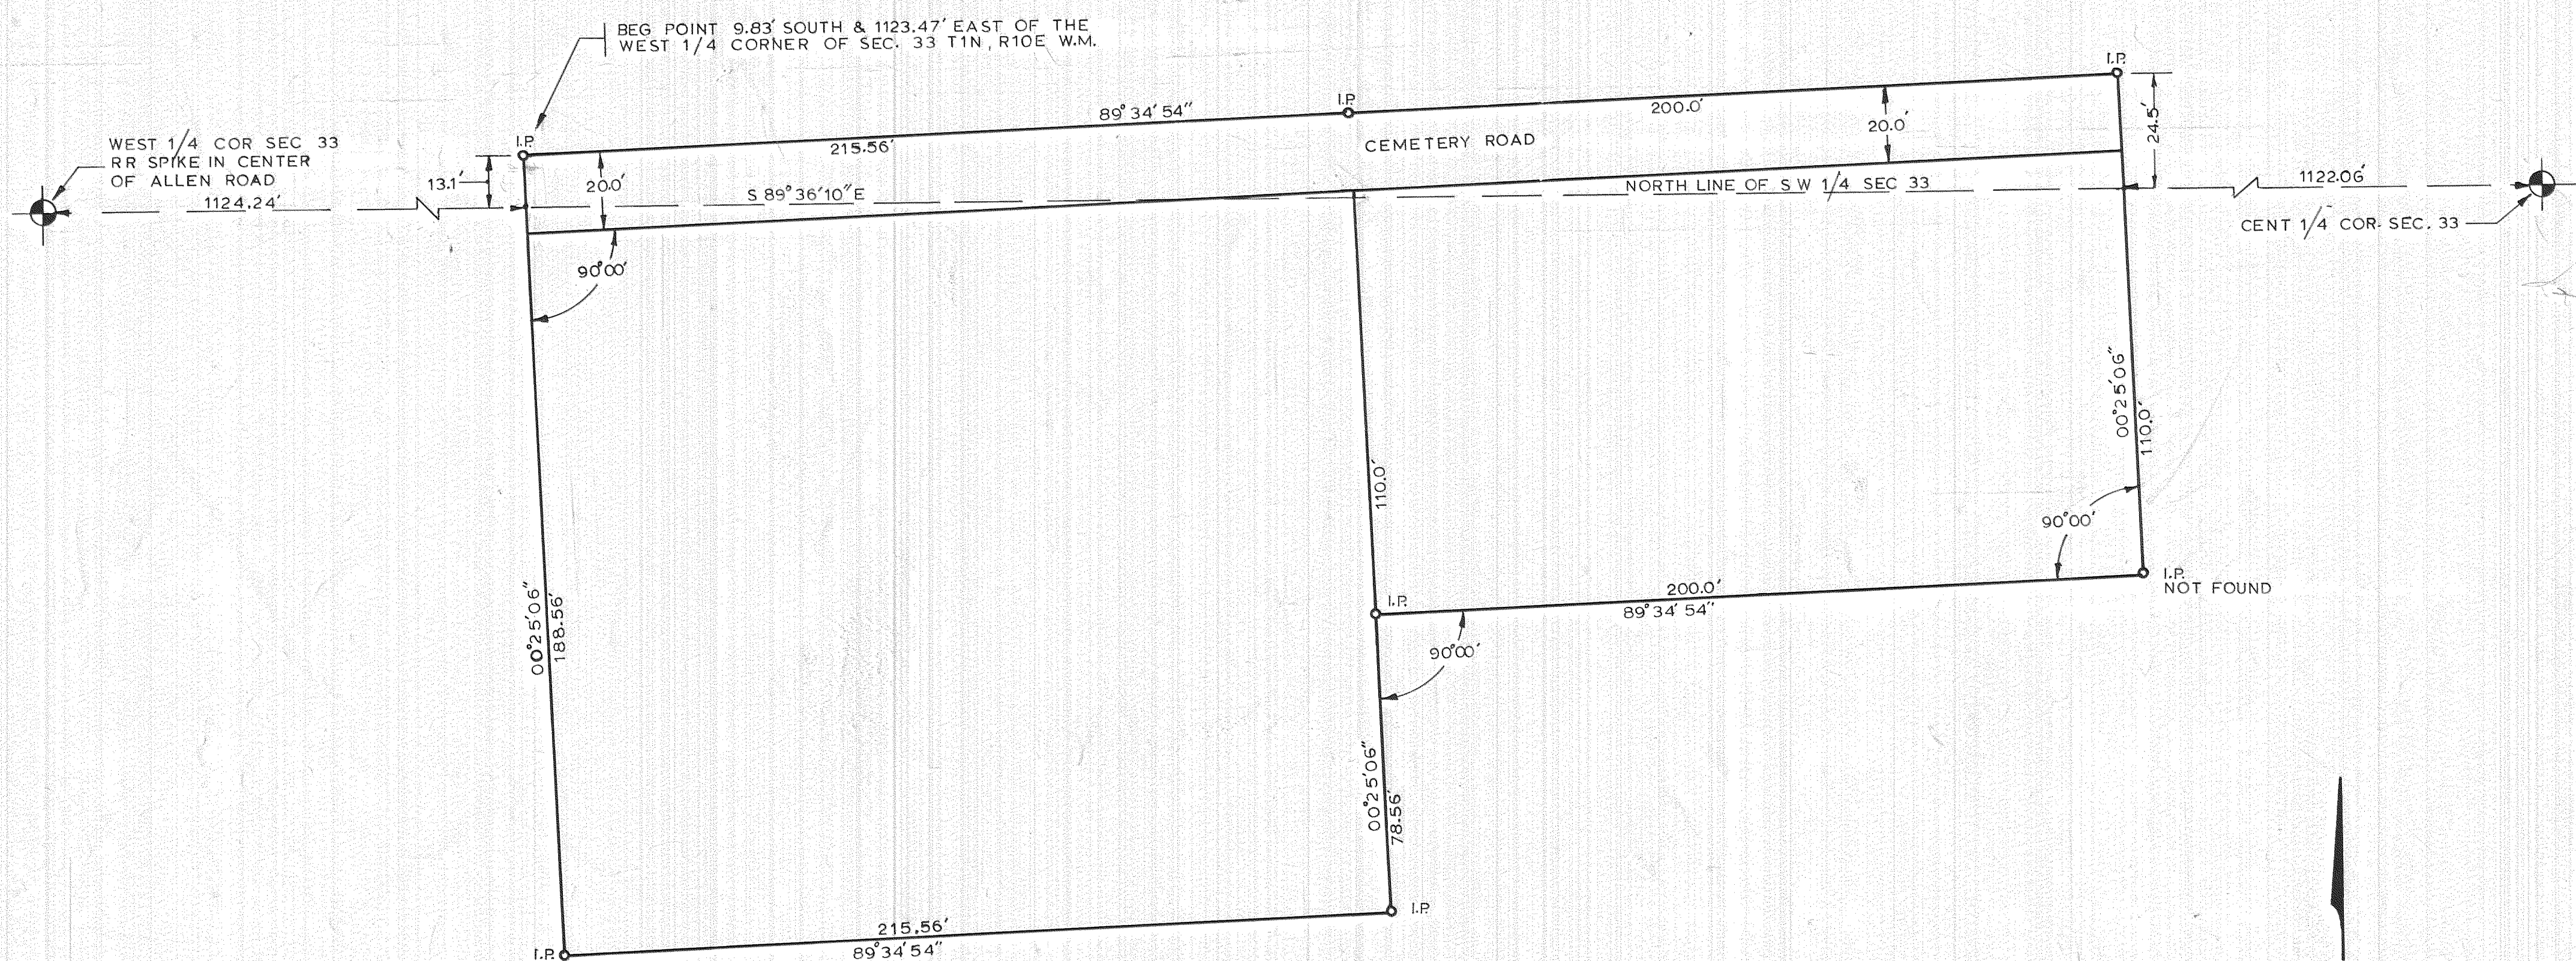 BEG POINT 9.83' SOUTH & 1123.47' EAST OF THE
WEST 1/4 CORNER OF SEC. 33 T1N, R10E W.M.
I.P.
I.P.
I.P.
89°34'54"
200.0'
24.5'
WEST 1/4 COR SEC 33
RR SPIKE IN CENTER
OF ALLEN ROAD
1124.24'
13.1'
215.56'
CEMETERY ROAD
20.0'
20.0'
S 89°36'10"E
NORTH LINE OF S W 1/4 SEC 33
1122.06'
CENT 1/4 COR. SEC. 33
90°00'
00°25'06"
110.0'
110.0'
90°00'
I.P.
NOT FOUND
200.0'
89°34'54"
I.P.
90°00'
00°25'06"
188.56'
00°25'06"
78.56'
I.P.
215.56'
89°34'54"
I.P.